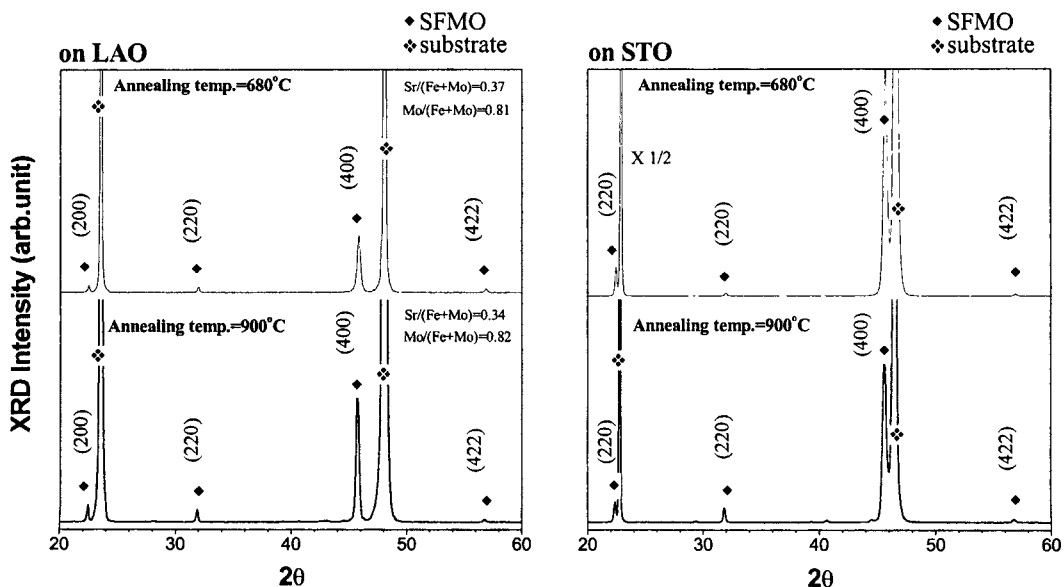 ◆ SFMO
❖ substrate
on LAO
Annealing temp.=680°C
Sr/(Fe+Mo)=0.37
Mo/(Fe+Mo)=0.81
(200)
(220)
(400)
(422)
Annealing temp.=900°C
Sr/(Fe+Mo)=0.34
Mo/(Fe+Mo)=0.82
(200)
(220)
(400)
(422)
XRD Intensity (arb.unit)
20
30
40
50
60
2θ
◆ SFMO
❖ substrate
on STO
Annealing temp.=680°C
X 1/2
(220)
(220)
(400)
(422)
Annealing temp.=900°C
(220)
(220)
(400)
(422)
20
30
40
50
60
2θ